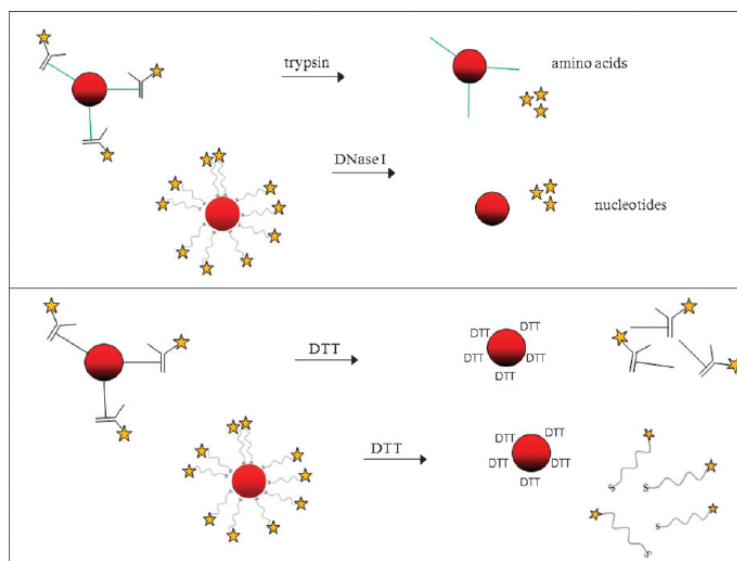 trypsin
amino acids
DNase I
nucleotides
DTT
DTT DTT
DTT DTT
DTT
DTT
DTT DTT
DTT DTT
DTT
S S
S
S